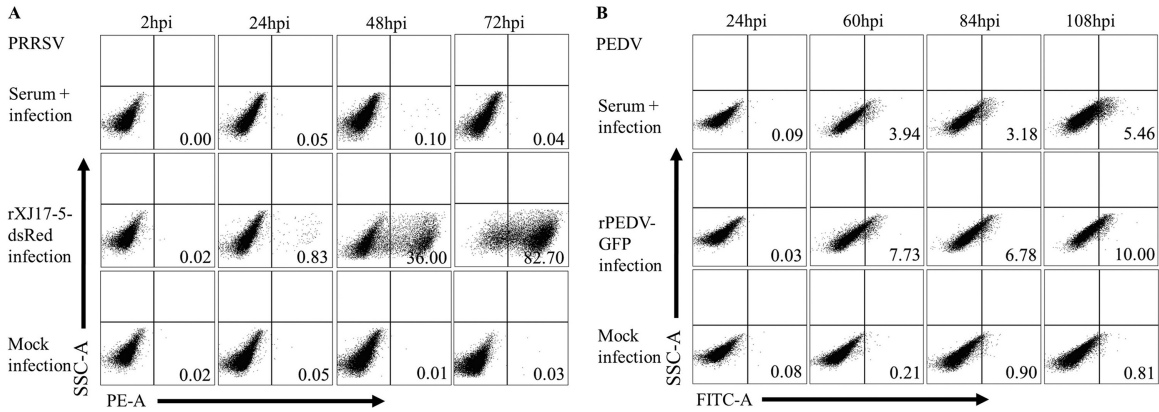 A
2hpi 24hpi 48hpi 72hpi
PRRSV
Serum +
infection
0.00 0.05 0.10 0.04
rXJ17-5-
dsRed
infection
0.02 0.83 36.00 82.70
Mock
infection
0.02 0.05 0.01 0.03
SSC-A
PE-A
B
24hpi 60hpi 84hpi 108hpi
PEDV
Serum +
infection
0.09 3.94 3.18 5.46
rPEDV-
GFP
infection
0.03 7.73 6.78 10.00
Mock
infection
0.08 0.21 0.90 0.81
SSC-A
FITC-A